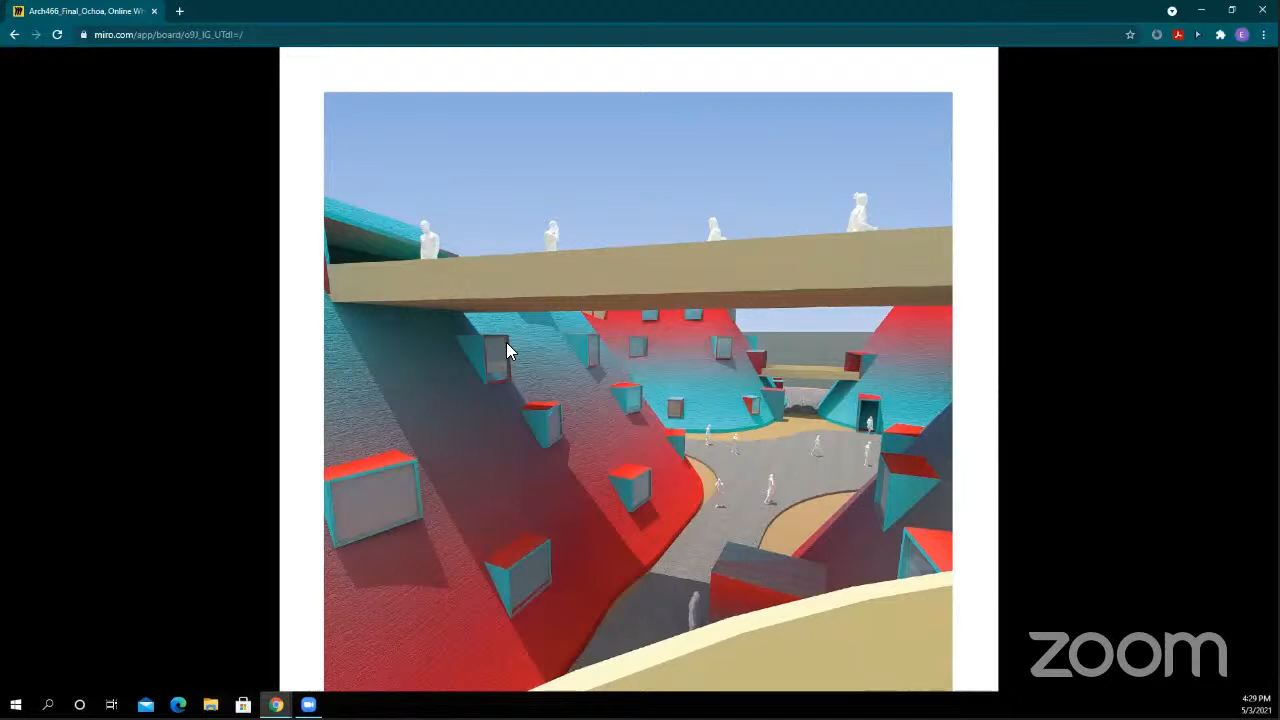 Arch466_Final_Ochoa, Online Wh
miro.com/app/board/o9J_lG_UTdI=/
E
zoom
4:29 PM
5/3/2021